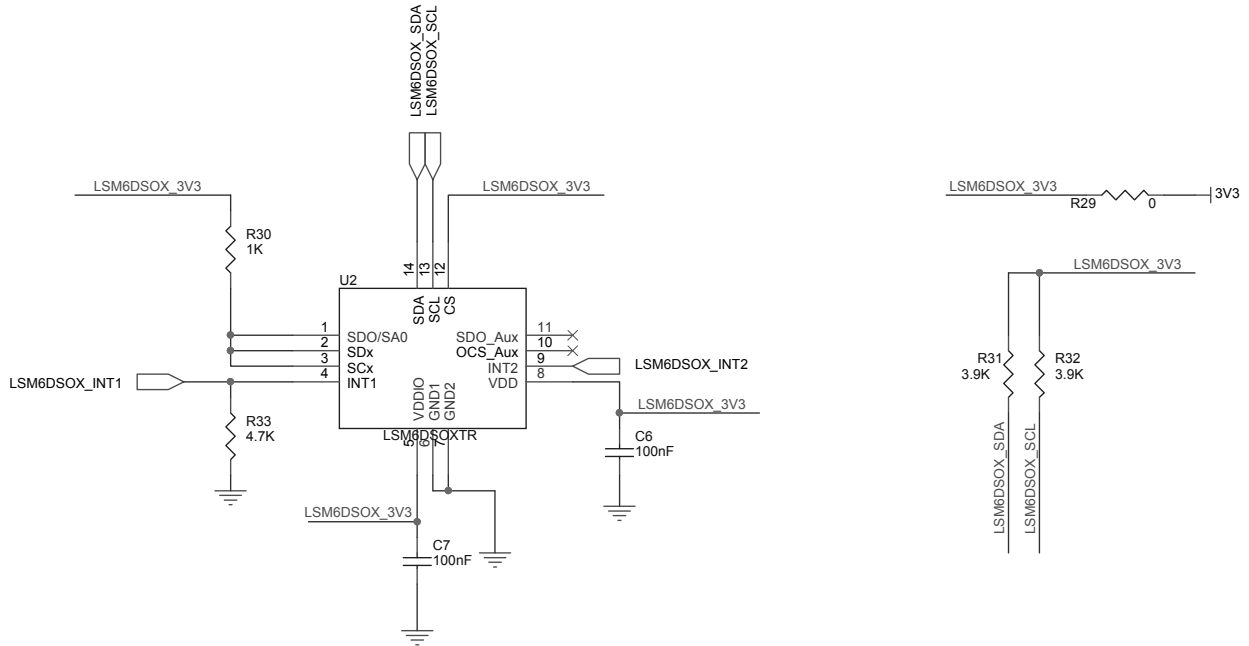 LSM6DSOX_SDA
LSM6DSOX_SCL
LSM6DSOX_3V3
LSM6DSOX_3V3
LSM6DSOX_3V3
R29
0
3V3
R30
1K
LSM6DSOX_3V3
U2
14
13
12
SDA
SCL
CS
1
SDO/SA0
2
SDx
3
SCx
4
INT1
SDO_Aux
11
OCS_Aux
10
INT2
9
VDD
8
LSM6DSOX_INT1
LSM6DSOX_INT2
R31
3.9K
R32
3.9K
VDDIO
GND1
GND2
LSM6DSOX_3V3
R33
4.7K
LSM6DSOXTR
5
6
7
C6
100nF
LSM6DSOX_SDA
LSM6DSOX_SCL
LSM6DSOX_3V3
C7
100nF